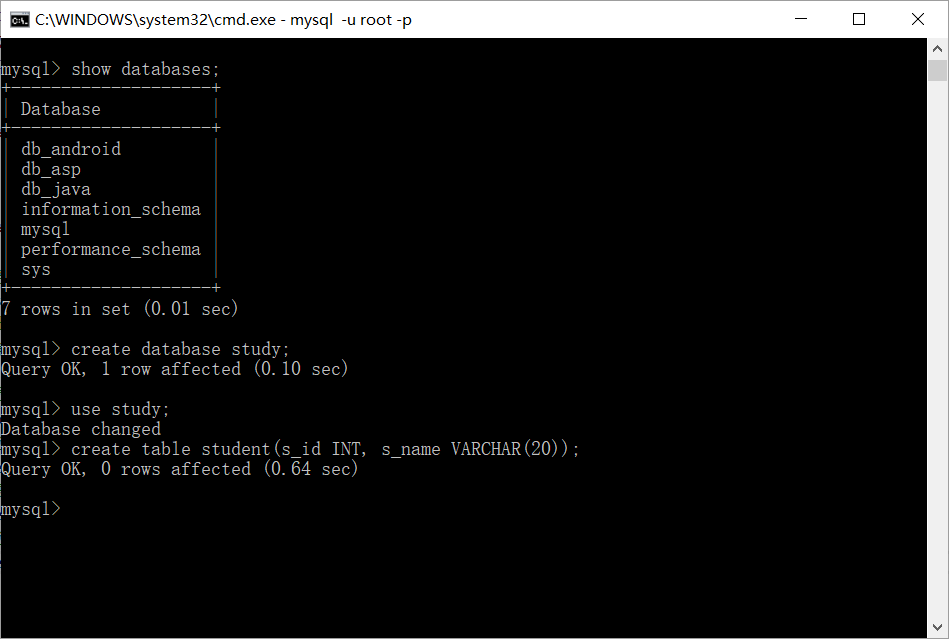 C:\WINDOWS\system32\cmd.exe - mysql  -u root -p
mysql> show databases;
+--------------------+
| Database           |
+--------------------+
| db_android         |
| db_asp             |
| db_java            |
| information_schema |
| mysql              |
| performance_schema |
| sys                |
+--------------------+
7 rows in set (0.01 sec)
mysql> create database study;
Query OK, 1 row affected (0.10 sec)
mysql> use study;
Database changed
mysql> create table student(s_id INT, s_name VARCHAR(20));
Query OK, 0 rows affected (0.64 sec)
mysql>